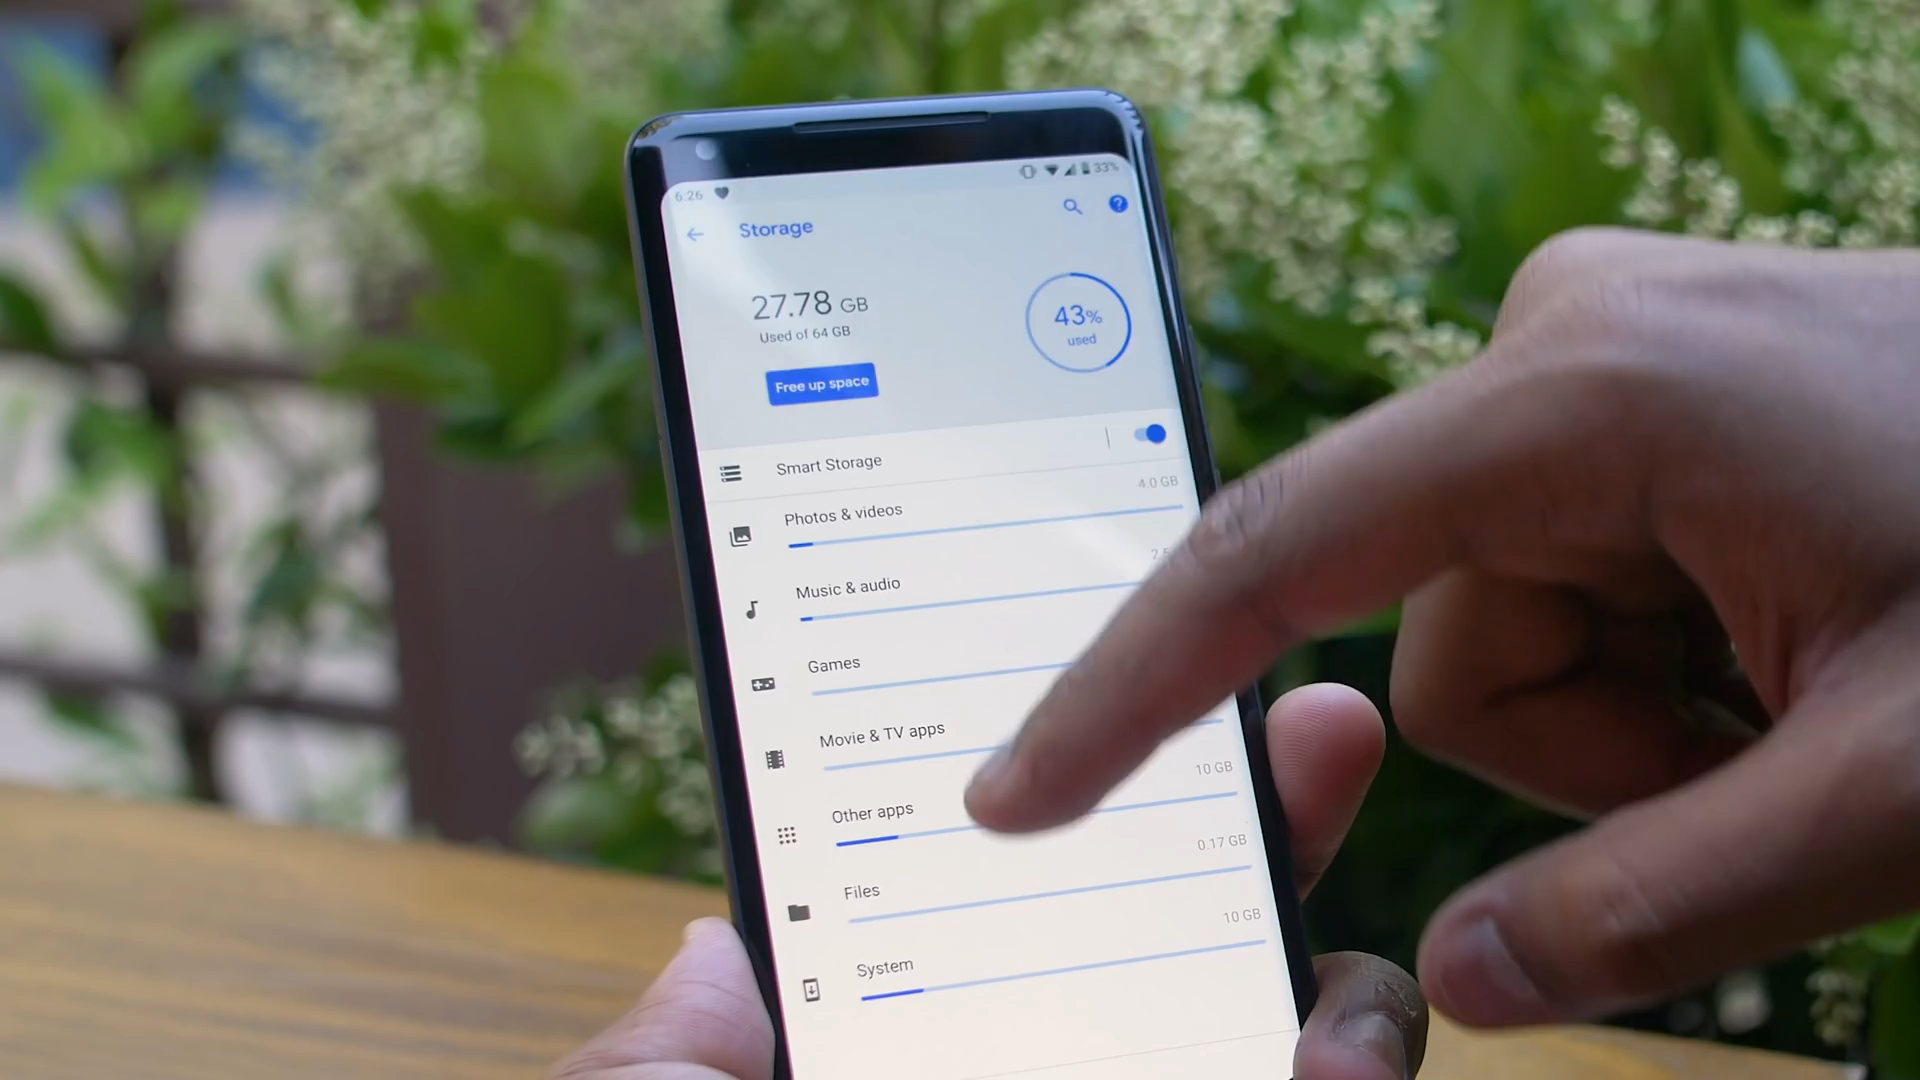 6:26 33%
Storage
27.78 GB
Used of 64 GB
43%
used
Free up space
Smart Storage
4.0 GB
Photos & videos
Music & audio
Games
Movie & TV apps
10 GB
Other apps
0.17 GB
Files
10 GB
System